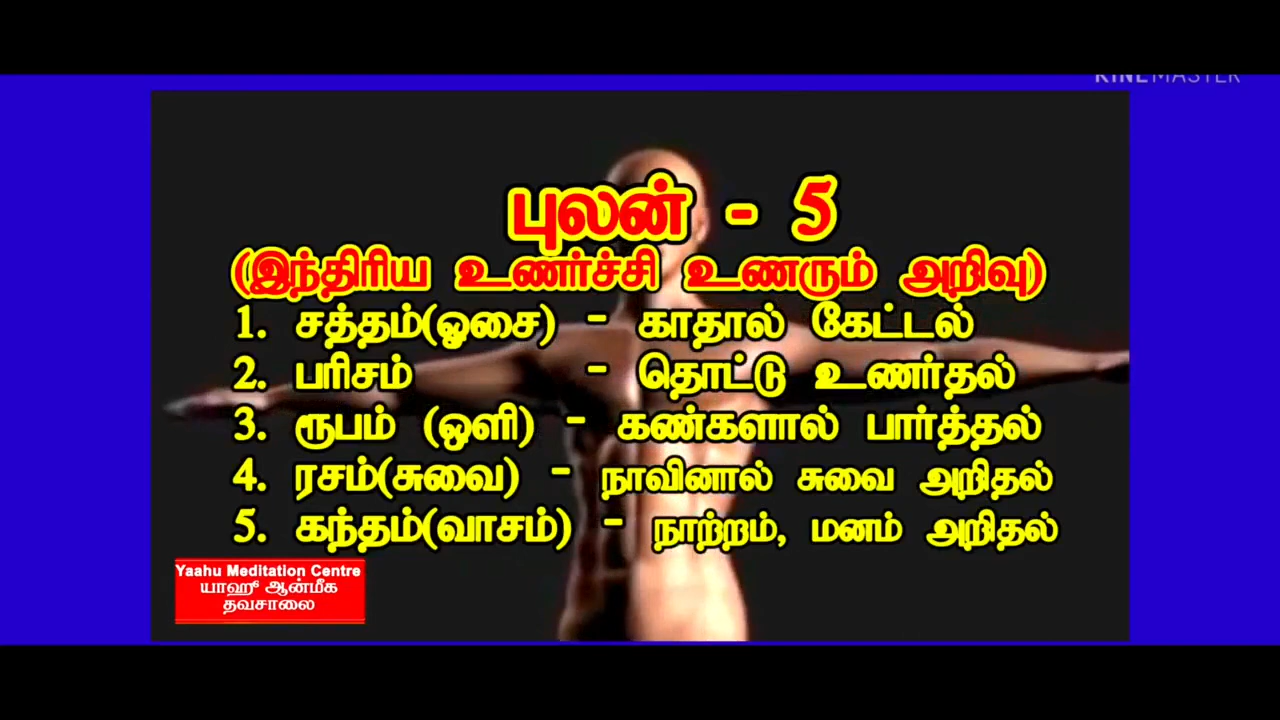 KINEMASTER
புலன் - 5
(இந்திரிய உணர்ச்சி உணரும் அறிவு)
1. சத்தம்(ஓசை) - காதால் கேட்டல்
2. பரிசம் - தொட்டு உணர்தல்
3. ரூபம் (ஒளி) - கண்களால் பார்த்தல்
4. ரசம்(சுவை) - நாவினால் சுவை அறிதல்
5. கந்தம்(வாசம்) - நாற்றம், மனம் அறிதல்
Yaahu Meditation Centre
யாஹூ ஆன்மீக
தவசாலை